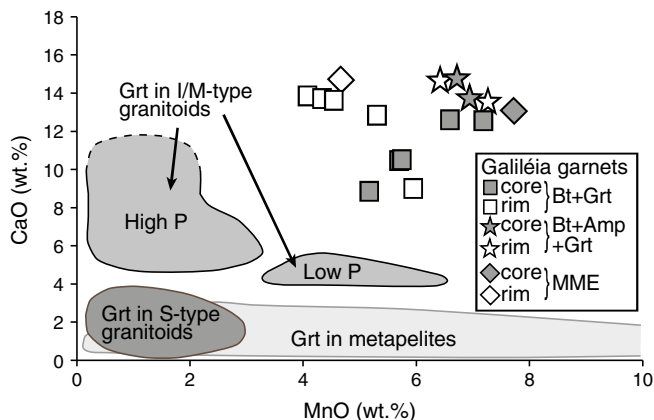 18
16
14
12
10
8
6
4
2
0
CaO (wt.%)
Grt in I/M-type
granitoids
High P
Low P
Grt in S-type
granitoids
Grt in metapelites
Galiléia garnets
core
rim
}Bt+Grt
core
rim
}Bt+Amp
+Grt
core
rim
}MME
0 2 4 6 8 10
MnO (wt.%)